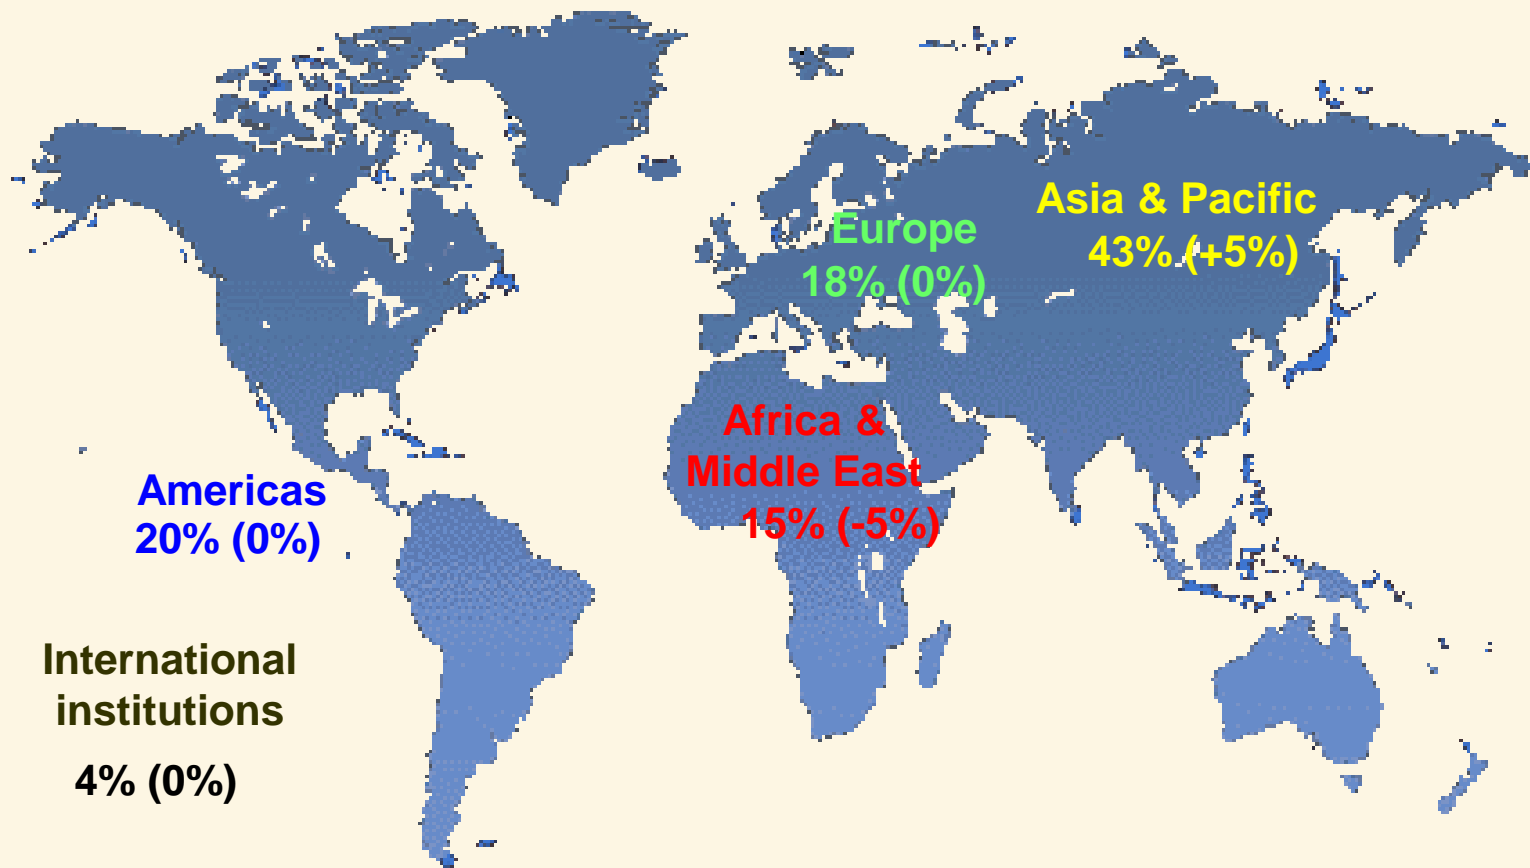 Asia & Pacific
43% (+5%)
Europe
18% (0%)
Africa &
Middle East
15% (-5%)
Americas
20% (0%)
International
institutions
4% (0%)